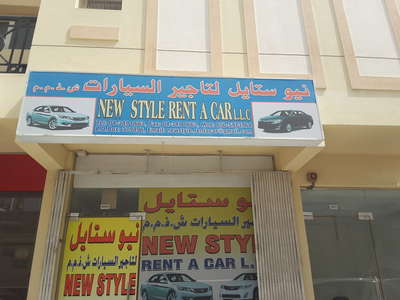 نيو ستايل لتاجير السيارات ش.ذ.م.م
NEW STYLE RENT A CAR L.L.C
نيو ستايل
لتاجير السيارات ش.ذ.م.م
NEW STYLE
نيو ستايل
جير السيارات ش.ذ.م.م
NEW STYLE
RENT A CAR